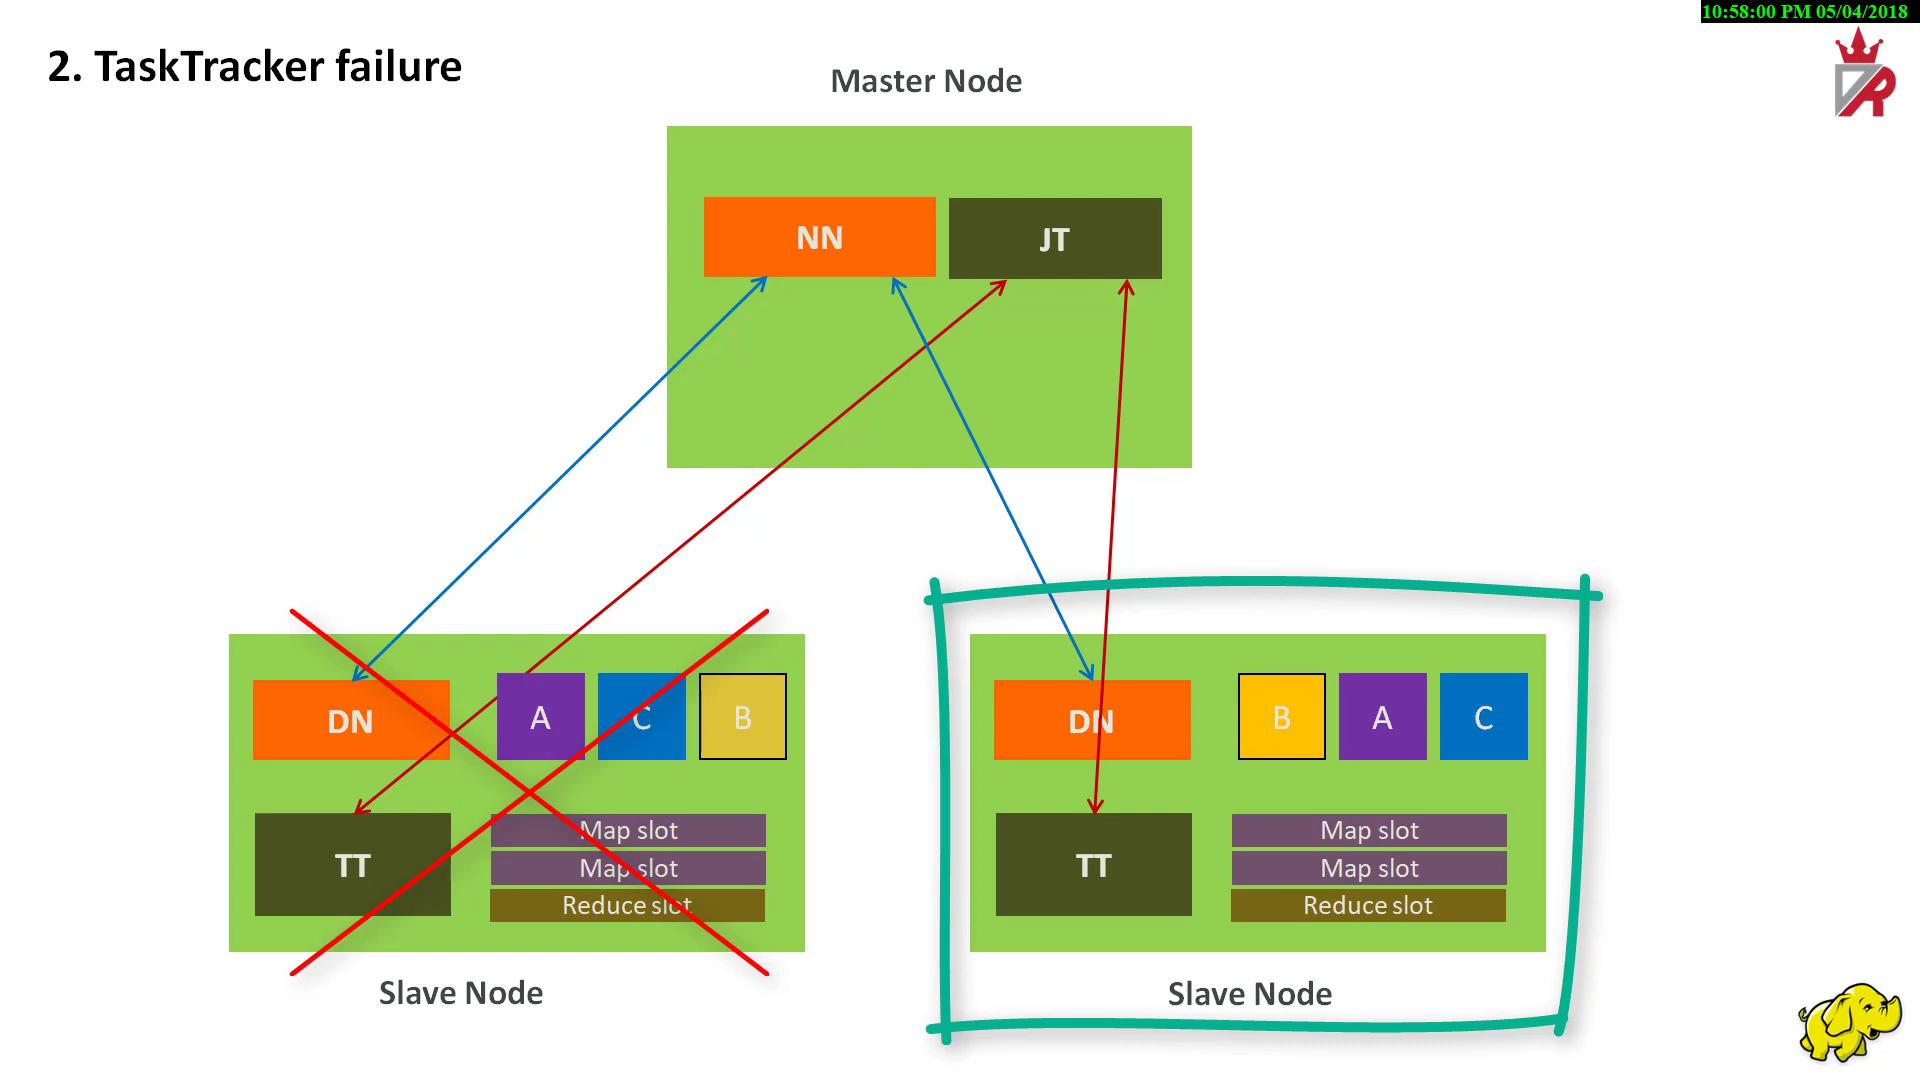 10:58:00 PM 05/04/2018
2. TaskTracker failure
Master Node
NN
JT
DN
A
C
B
TT
Map slot
Map slot
Reduce slot
Slave Node
DN
B
A
C
TT
Map slot
Map slot
Reduce slot
Slave Node